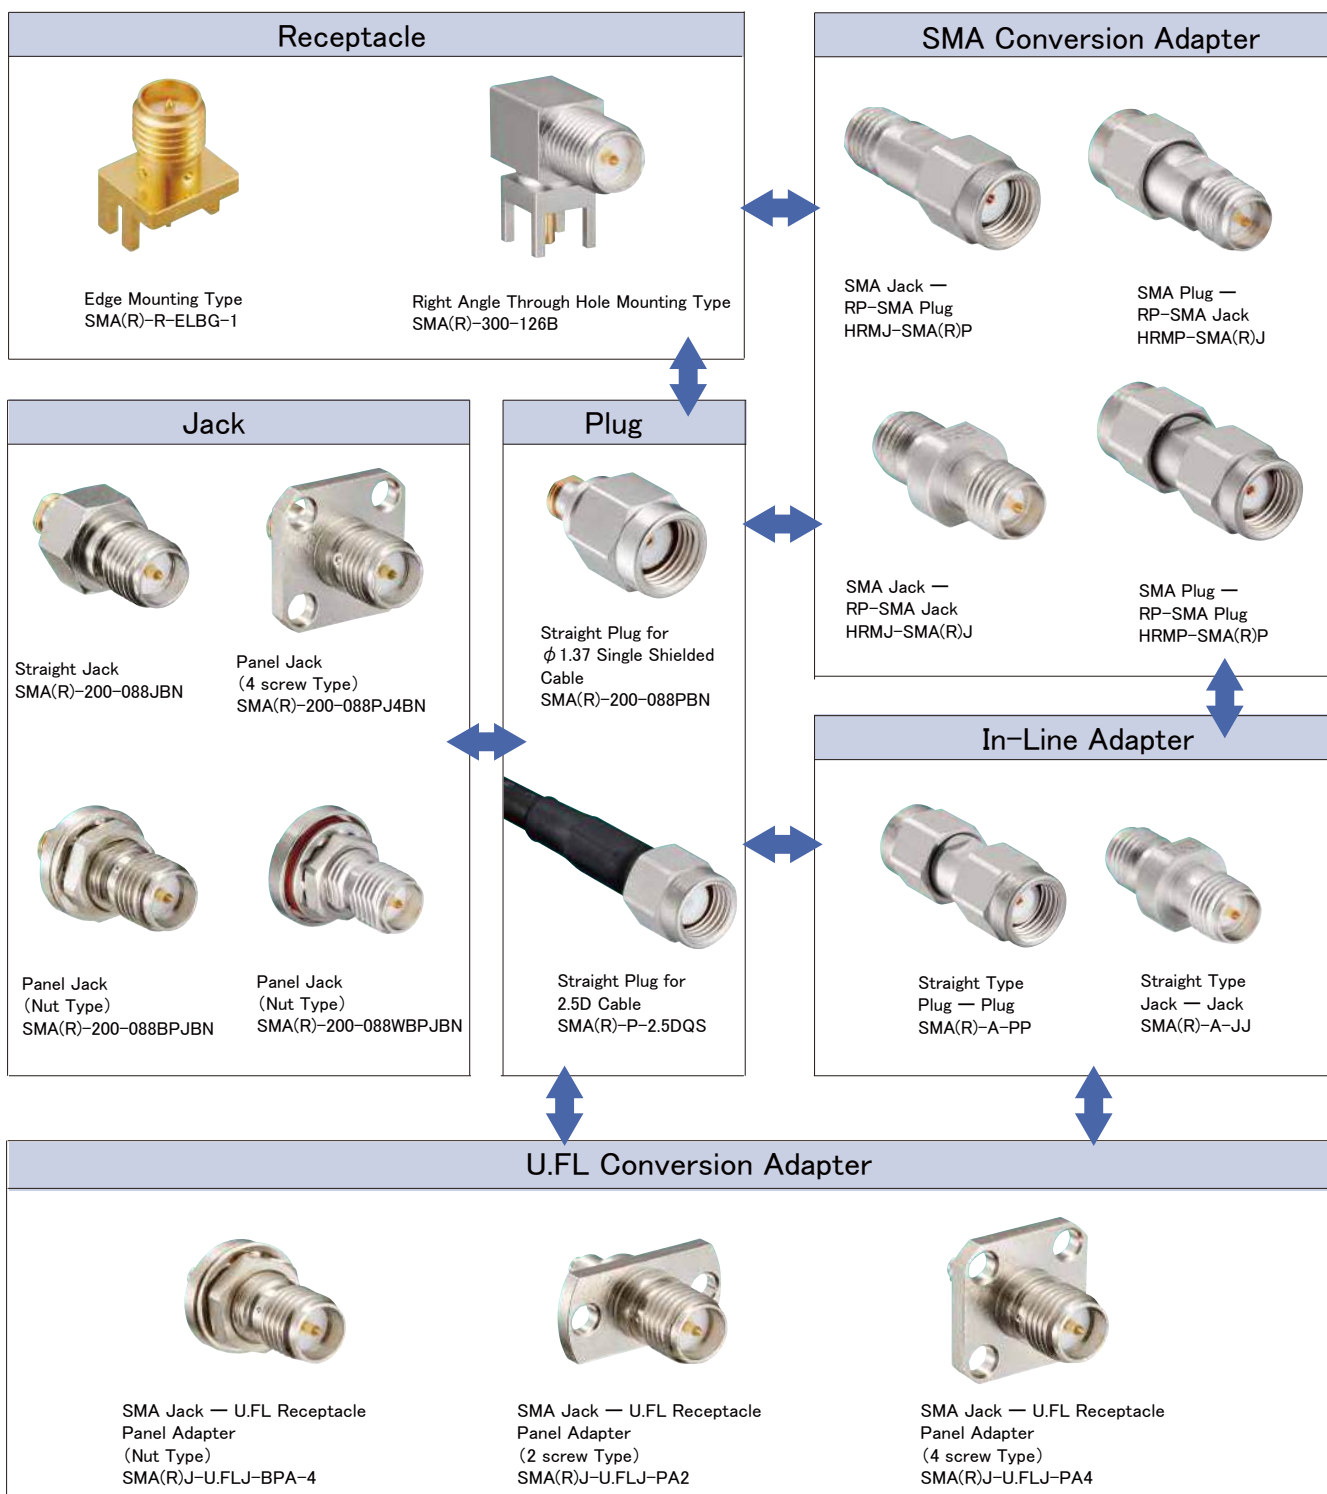 Receptacle
Edge Mounting Type
SMA(R)-R-ELBG-1
Right Angle Through Hole Mounting Type
SMA(R)-300-126B
SMA Conversion Adapter
SMA Jack —
RP-SMA Plug
HRMJ-SMA(R)P
SMA Plug —
RP-SMA Jack
HRMP-SMA(R)J
SMA Jack —
RP-SMA Jack
HRMJ-SMA(R)J
SMA Plug —
RP-SMA Plug
HRMP-SMA(R)P
Jack
Straight Jack
SMA(R)-200-088JBN
Panel Jack
(4 screw Type)
SMA(R)-200-088PJ4BN
Panel Jack
(Nut Type)
SMA(R)-200-088BPJBN
Panel Jack
(Nut Type)
SMA(R)-200-088WBPJBN
Plug
Straight Plug for
φ1.37 Single Shielded
Cable
SMA(R)-200-088PBN
Straight Plug for
2.5D Cable
SMA(R)-P-2.5DQS
In-Line Adapter
Straight Type
Plug — Plug
SMA(R)-A-PP
Straight Type
Jack — Jack
SMA(R)-A-JJ
U.FL Conversion Adapter
SMA Jack — U.FL Receptacle
Panel Adapter
(Nut Type)
SMA(R)J-U.FLJ-BPA-4
SMA Jack — U.FL Receptacle
Panel Adapter
(2 screw Type)
SMA(R)J-U.FLJ-PA2
SMA Jack — U.FL Receptacle
Panel Adapter
(4 screw Type)
SMA(R)J-U.FLJ-PA4